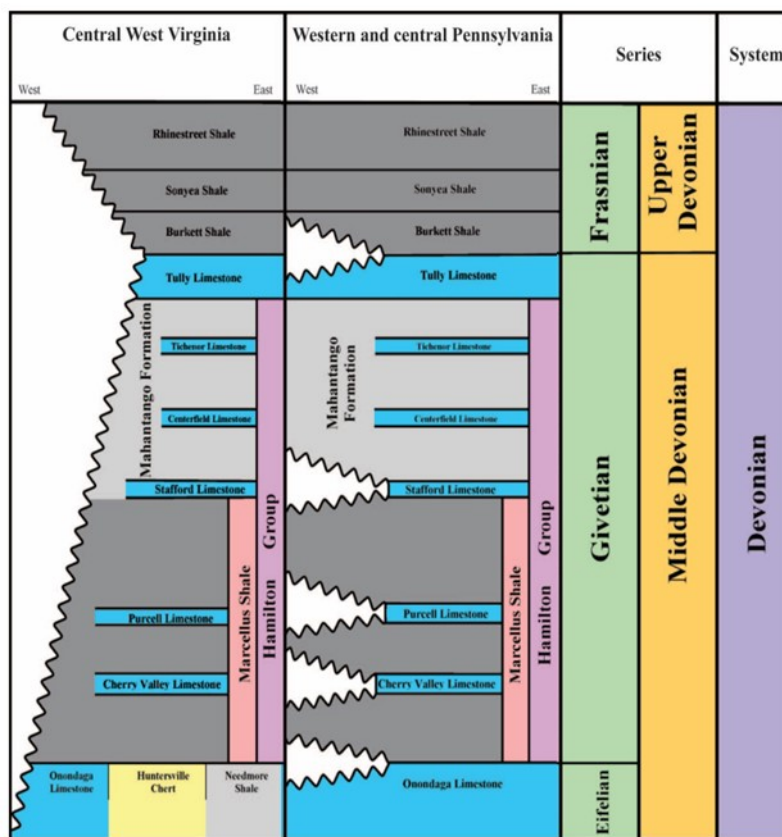 Central West Virginia
West
East
Western and central Pennsylvania
West
East
Series
System
Rhinestreet Shale
Sonyea Shale
Burkett Shale
Tully Limestone
Mahantango Formation
Tichenor Limestone
Centerfield Limestone
Stafford Limestone
Purcell Limestone
Cherry Valley Limestone
Marcellus Shale
Hamilton Group
Onondaga
Limestone
Huntersville
Chert
Needmore
Shale
Rhinestreet Shale
Sonyea Shale
Burkett Shale
Tully Limestone
Mahantango
Formation
Tichenor Limestone
Centerfield Limestone
Stafford Limestone
Purcell Limestone
Cherry Valley Limestone
Marcellus Shale
Hamilton Group
Onondaga Limestone
Frasnian
Givetian
Eifelian
Upper
Devonian
Middle Devonian
Devonian